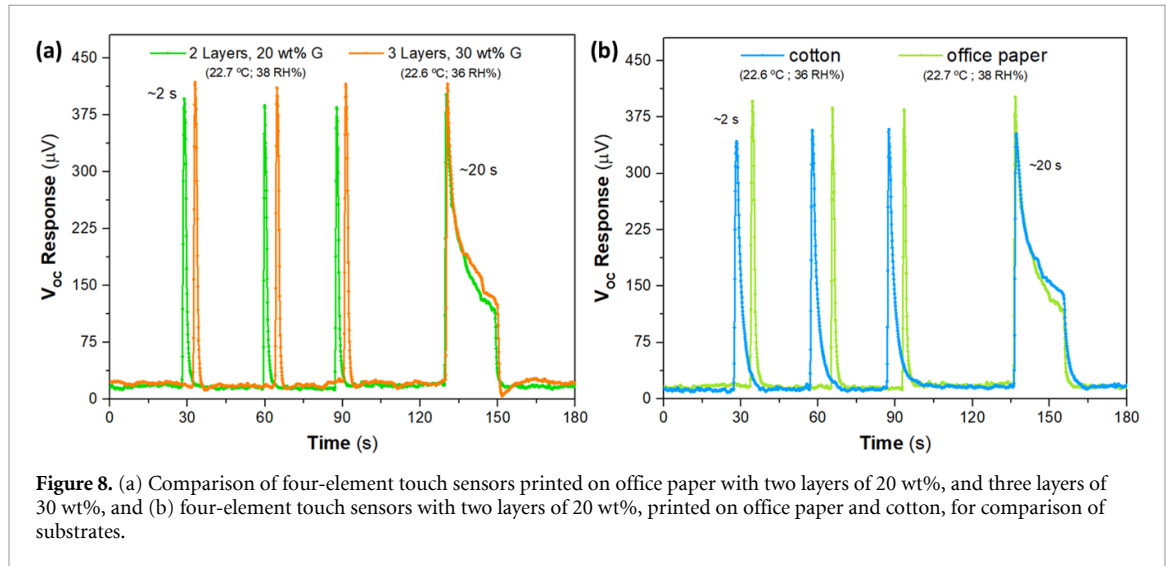 (a)
2 Layers, 20 wt% G
3 Layers, 30 wt% G
(22.7 ºC; 38 RH%)
(22.6 ºC; 36 RH%)
~2 s
~20 s
450
375
300
225
150
75
0
V_OC Response (µV)
0 30 60 90 120 150 180
Time (s)
(b)
cotton
office paper
(22.6 ºC ; 36 RH%)
(22.7 ºC ; 38 RH%)
~2 s
~20 s
450
375
300
225
150
75
0
V_OC Response (µV)
0 30 60 90 120 150 180
Time (s)
Figure 8. (a) Comparison of four-element touch sensors printed on office paper with two layers of 20 wt%, and three layers of
30 wt%, and (b) four-element touch sensors with two layers of 20 wt%, printed on office paper and cotton, for comparison of
substrates.